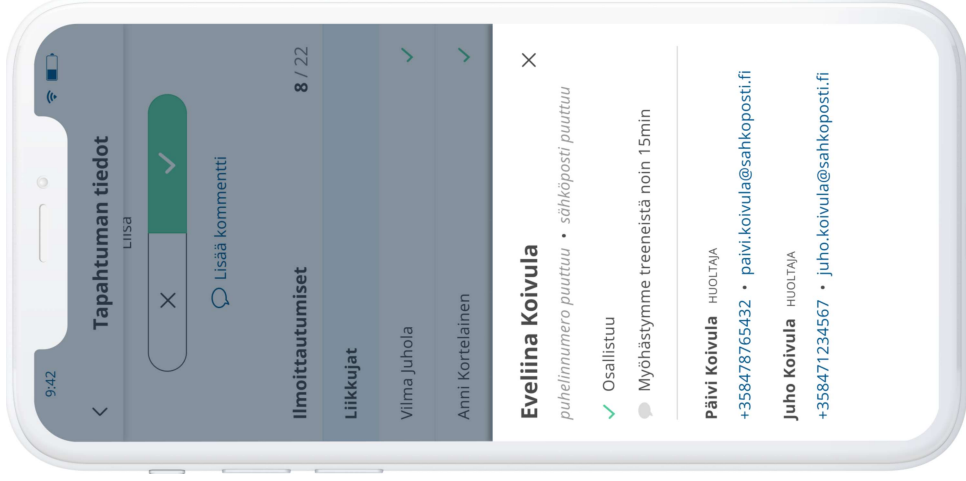 9:42
Tapahtuman tiedot
Liisa
Lisää kommentti
Ilmoittautumiset 8 / 22
Liikkujat
Vilma Juhola
Anni Kortelainen
Eveliina Koivula
puhelinnumero puuttuu • sähköposti puuttuu
Osallistuu
Myöhästymme treeneistä noin 15min
Päivi Koivula HUOLTAJA
+358478765432 • paivi.koivula@sahkoposti.fi
Juho Koivula HUOLTAJA
+358471234567 • juho.koivula@sahkoposti.fi